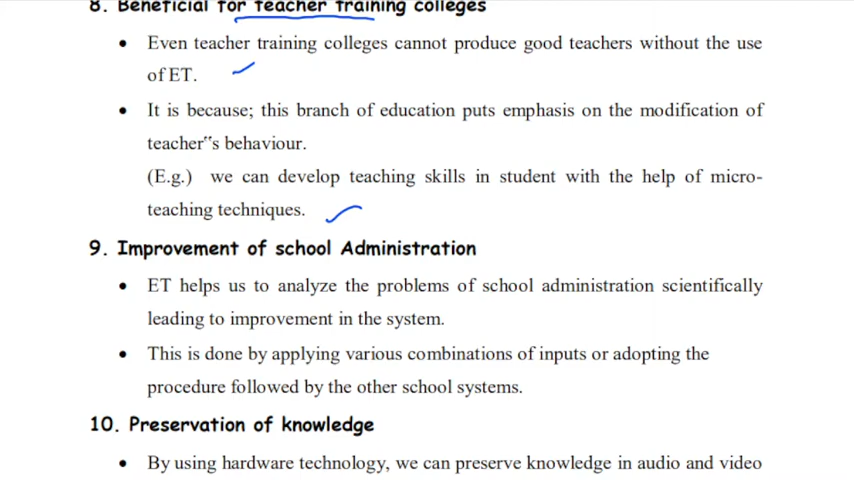 8. Beneficial for teacher training colleges
• Even teacher training colleges cannot produce good teachers without the use
of ET.
• It is because; this branch of education puts emphasis on the modification of
teacher‟s behaviour.
(E.g.) we can develop teaching skills in student with the help of micro-
teaching techniques.
9. Improvement of school Administration
• ET helps us to analyze the problems of school administration scientifically
leading to improvement in the system.
• This is done by applying various combinations of inputs or adopting the
procedure followed by the other school systems.
10. Preservation of knowledge
• By using hardware technology, we can preserve knowledge in audio and video